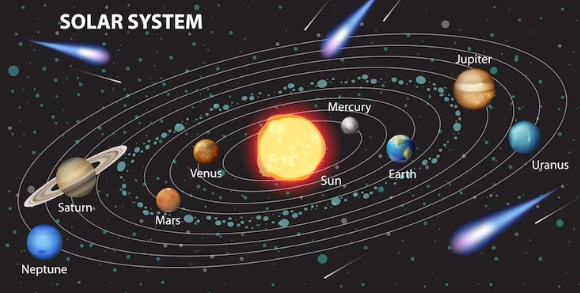 SOLAR SYSTEM
Jupiter
Mercury
Uranus
Venus
Earth
Sun
Saturn
Mars
Neptune